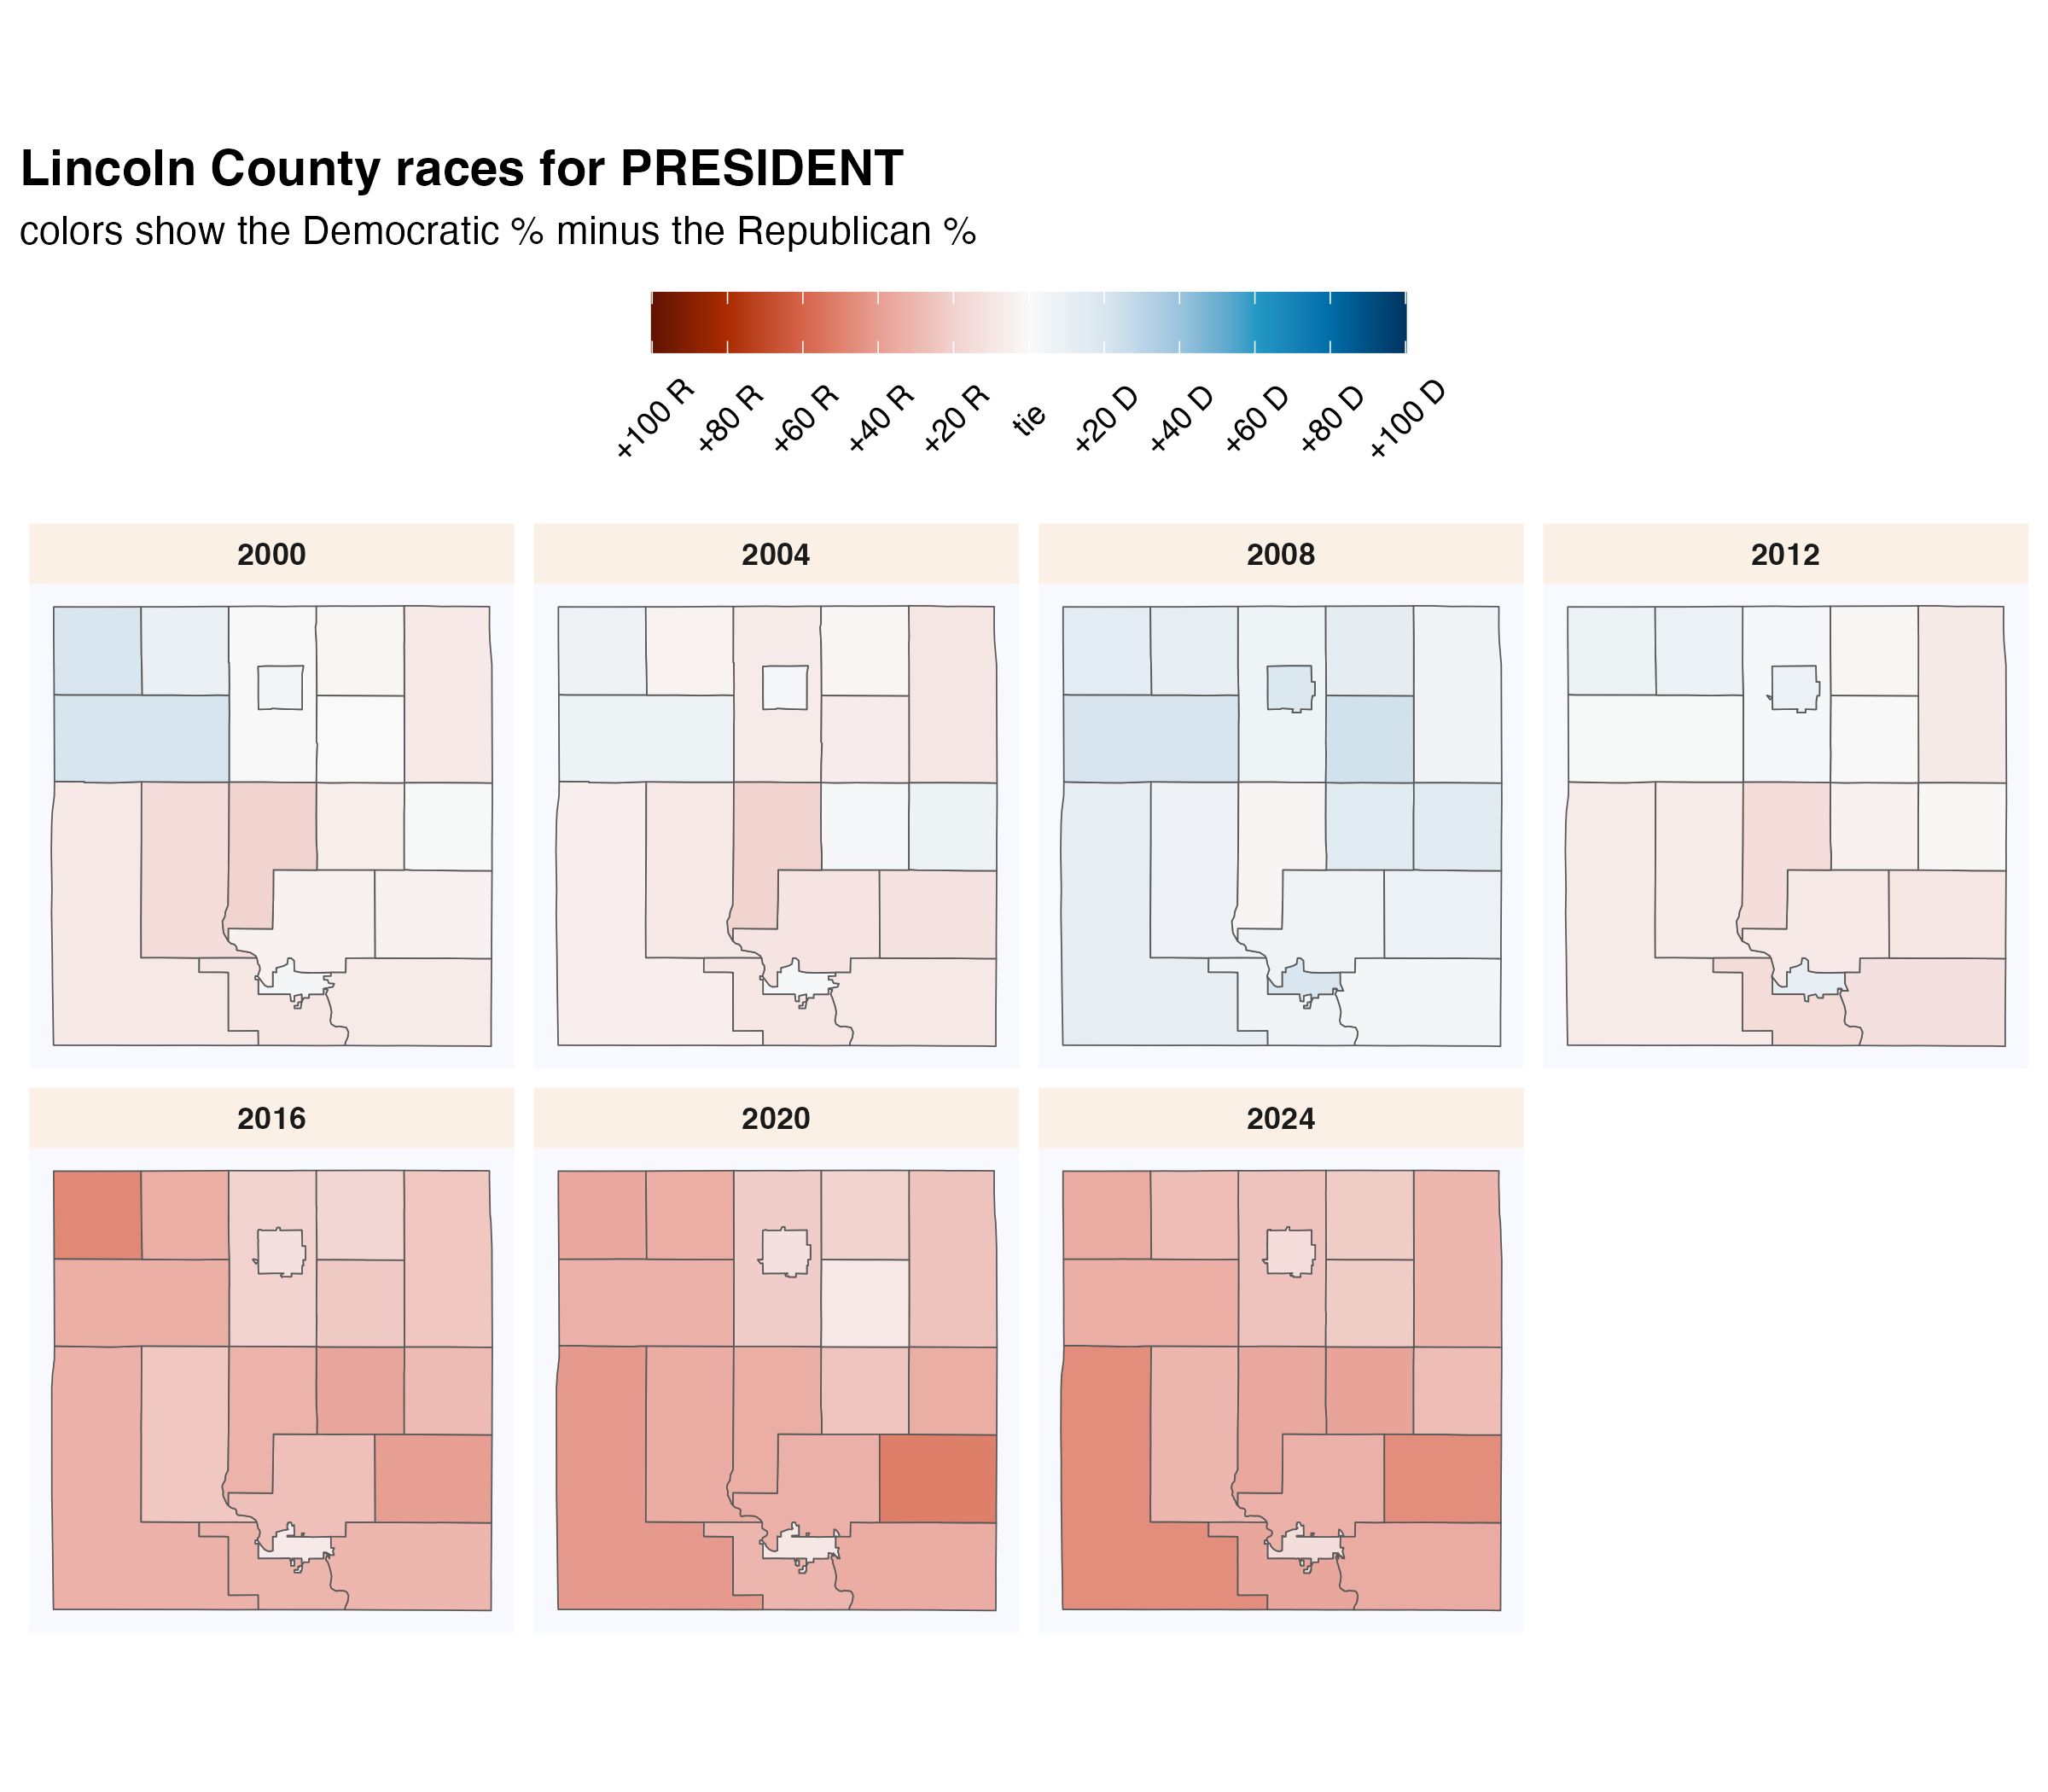 Lincoln County races for PRESIDENT
colors show the Democratic % minus the Republican %
+100 R
+80 R
+60 R
+40 R
+20 R
tie
+20 D
+40 D
+60 D
+80 D
+100 D
2000
2004
2008
2012
2016
2020
2024